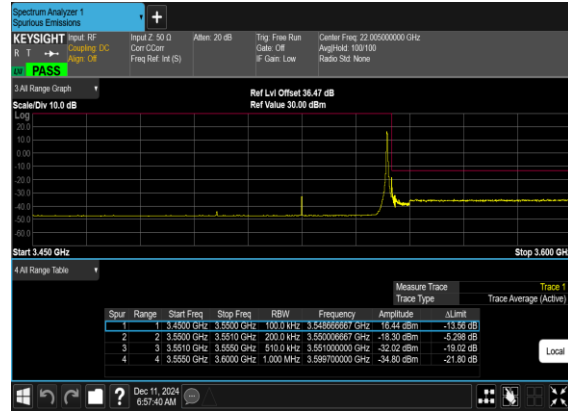 Spectrum Analyzer 1
Spurious Emissions
KEYSIGHT
R T
LW PASS
Input: RF
Coupling: DC
Align: Off
Input Z: 50 Ω
Corr CCorr
Freq Ref: Int (S)
Atten: 20 dB
Trig: Free Run
Gate: Off
IF Gain: Low
Center Freq: 22.005000000 GHz
Avg|Hold: 100/100
Radio Std: None
3 All Range Graph
Scale/Div 10.0 dB
Ref Lvl Offset 36.47 dB
Ref Value 30.00 dBm
Log
20.0
10.0
0.00
-10.0
-20.0
-30.0
-40.0
-50.0
-60.0
Start 3.450 GHz
Stop 3.600 GHz
4 All Range Table
Measure Trace Trace 1
Trace Type Trace Average (Active)
Spur Range Start Freq Stop Freq RBW Frequency Amplitude ΔLimit
1 1 3.4500 GHz 3.5500 GHz 100.0 kHz 3.548666667 GHz 16.44 dBm -13.56 dB
2 2 3.5500 GHz 3.5510 GHz 200.0 kHz 3.550006667 GHz -18.30 dBm -5.298 dB
3 3 3.5510 GHz 3.5550 GHz 510.0 kHz 3.551000000 GHz -32.02 dBm -19.02 dB
4 4 3.5550 GHz 3.6000 GHz 1.000 MHz 3.599700000 GHz -34.80 dBm -21.80 dB
Local
Dec 11, 2024
6:57:40 AM